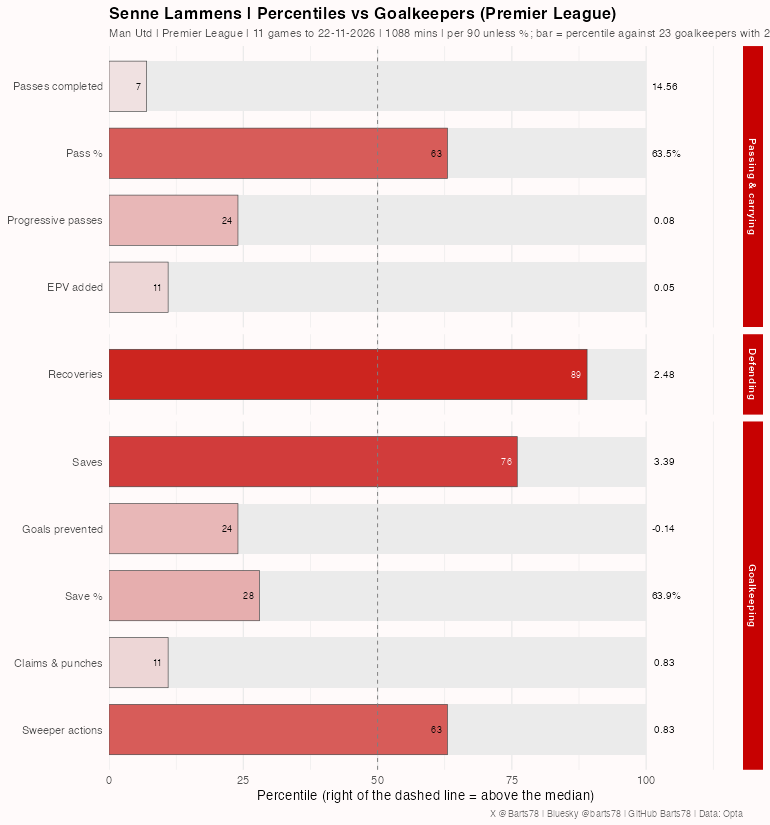 Senne Lammens | Percentiles vs Goalkeepers (Premier League)
Man Utd | Premier League | 11 games to 22-11-2026 | 1088 mins | per 90 unless %; bar = percentile against 23 goalkeepers with 2
Passes completed 7 14.56
Pass % 63 63.5%
Progressive passes 24 0.08
EPV added 11 0.05
Passing & carrying
Recoveries 89 2.48
Defending
Saves 76 3.39
Goals prevented 24 -0.14
Save % 28 63.9%
Claims & punches 11 0.83
Sweeper actions 63 0.83
Goalkeeping
0 25 50 75 100
Percentile (right of the dashed line = above the median)
X @Barts78 | Bluesky @barts78 | GitHub Barts78 | Data: Opta